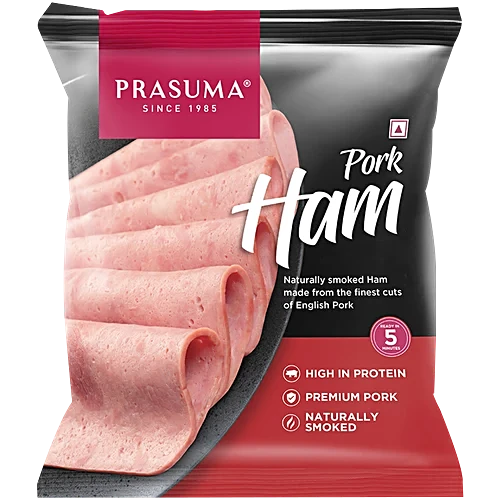 PRASUMA®
SINCE 1985
Pork
Ham
Naturally smoked Ham
made from the finest cuts
of English Pork
READY IN
5
MINUTES
HIGH IN PROTEIN
PREMIUM PORK
NATURALLY
SMOKED